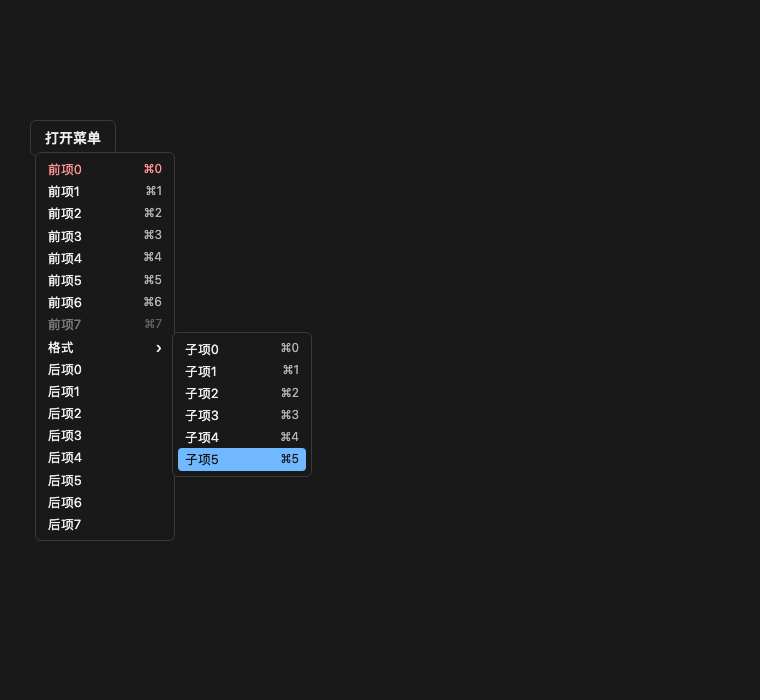 打开菜单
前项0 ⌘0
前项1 ⌘1
前项2 ⌘2
前项3 ⌘3
前项4 ⌘4
前项5 ⌘5
前项6 ⌘6
前项7 ⌘7
格式 ›
后项0
后项1
后项2
后项3
后项4
后项5
后项6
后项7
子项0 ⌘0
子项1 ⌘1
子项2 ⌘2
子项3 ⌘3
子项4 ⌘4
子项5 ⌘5